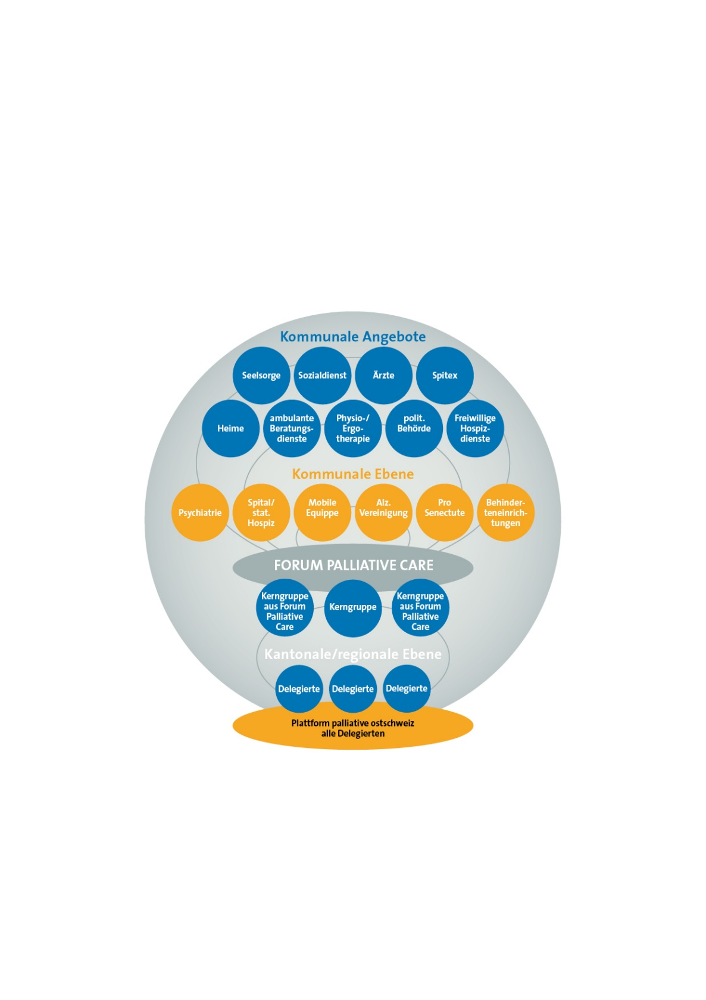 Kommunale Angebote
Seelsorge
Sozialdienst
Ärzte
Spitex
Heime
ambulante
Beratungs-
dienste
Physio-/
Ergo-
therapie
polit.
Behörde
Freiwillige
Hospiz-
dienste
Kommunale Ebene
Psychiatrie
Spital/
stat.
Hospiz
Mobile
Equippe
Alz.
Vereinigung
Pro
Senectute
Behinder-
teneinrich-
tungen
FORUM PALLIATIVE CARE
Kerngruppe
aus Forum
Palliative
Care
Kerngruppe
Kerngruppe
aus Forum
Palliative
Care
Kantonale/regionale Ebene
Delegierte
Delegierte
Delegierte
Plattform palliative ostschweiz
alle Delegierten